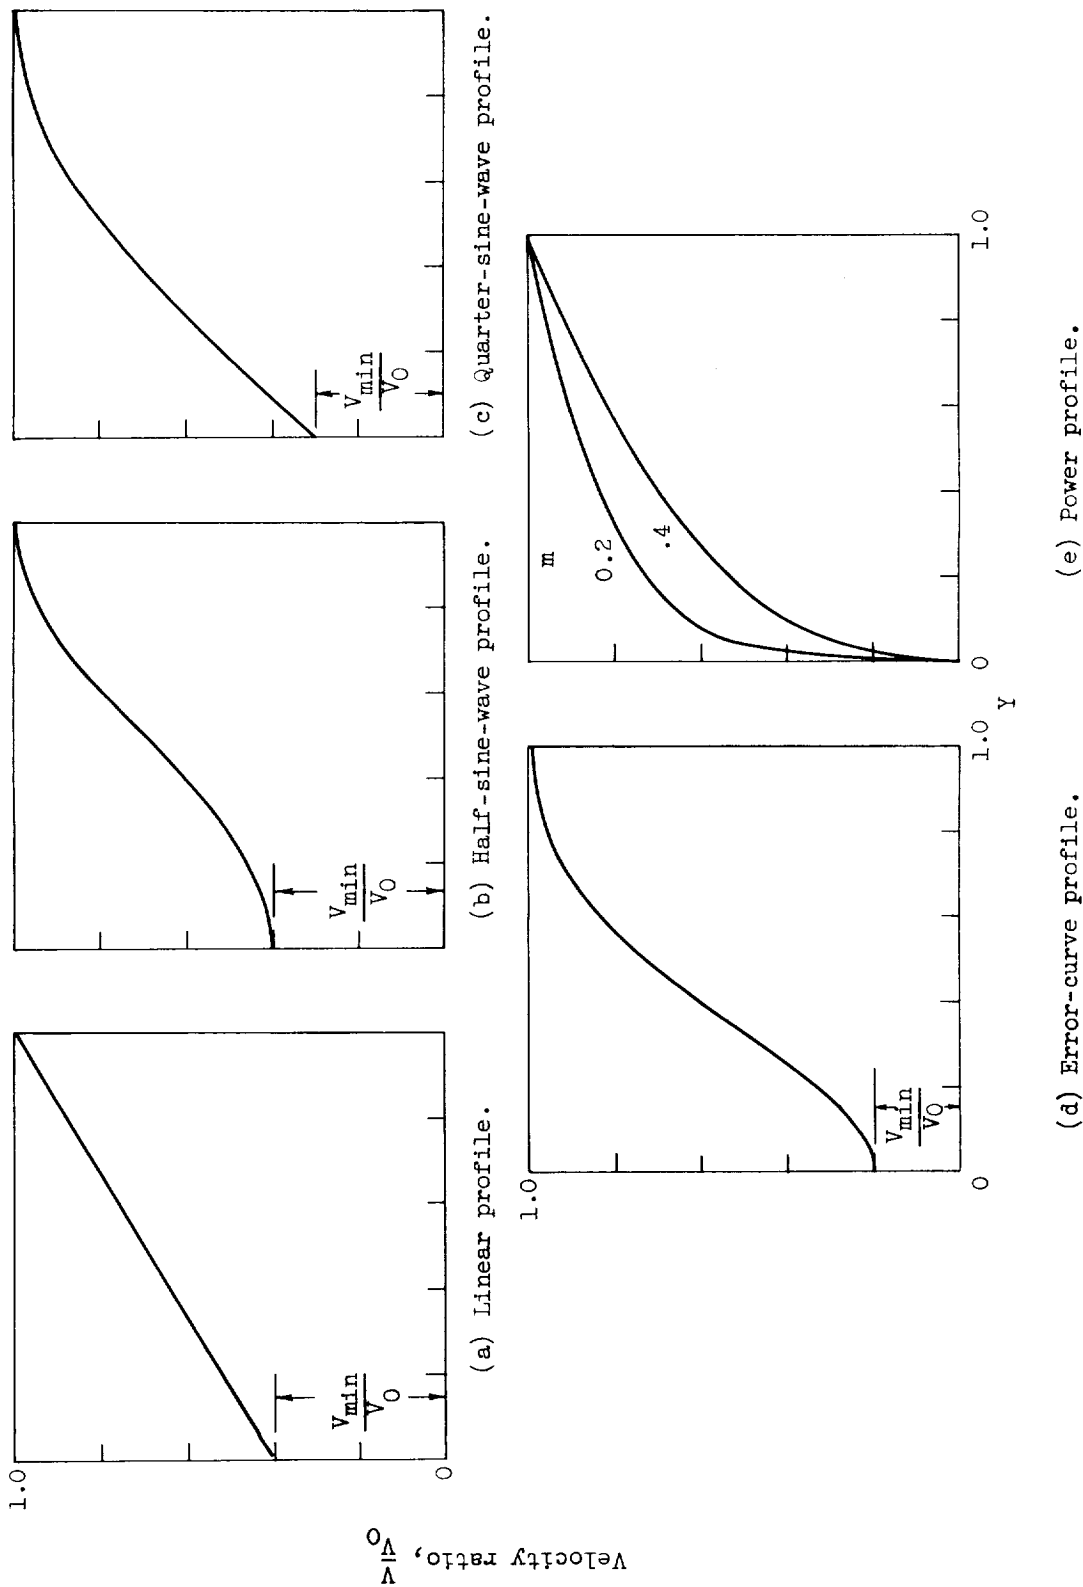 Velocity ratio, V/V0
1.0
0
Vmin/V0
(a) Linear profile.
Vmin/V0
(b) Half-sine-wave profile.
Vmin/V0
(c) Quarter-sine-wave profile.
1.0
Vmin/V0
0
1.0
Y
(d) Error-curve profile.
m
0.2
.4
0
1.0
(e) Power profile.